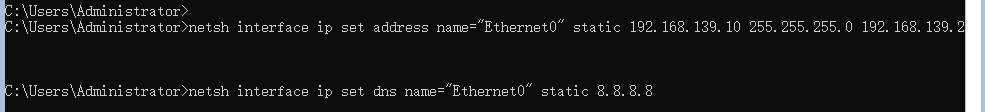 C:\Users\Administrator>
C:\Users\Administrator>netsh interface ip set address name="Ethernet0" static 192.168.139.10 255.255.255.0 192.168.139.2
C:\Users\Administrator>netsh interface ip set dns name="Ethernet0" static 8.8.8.8